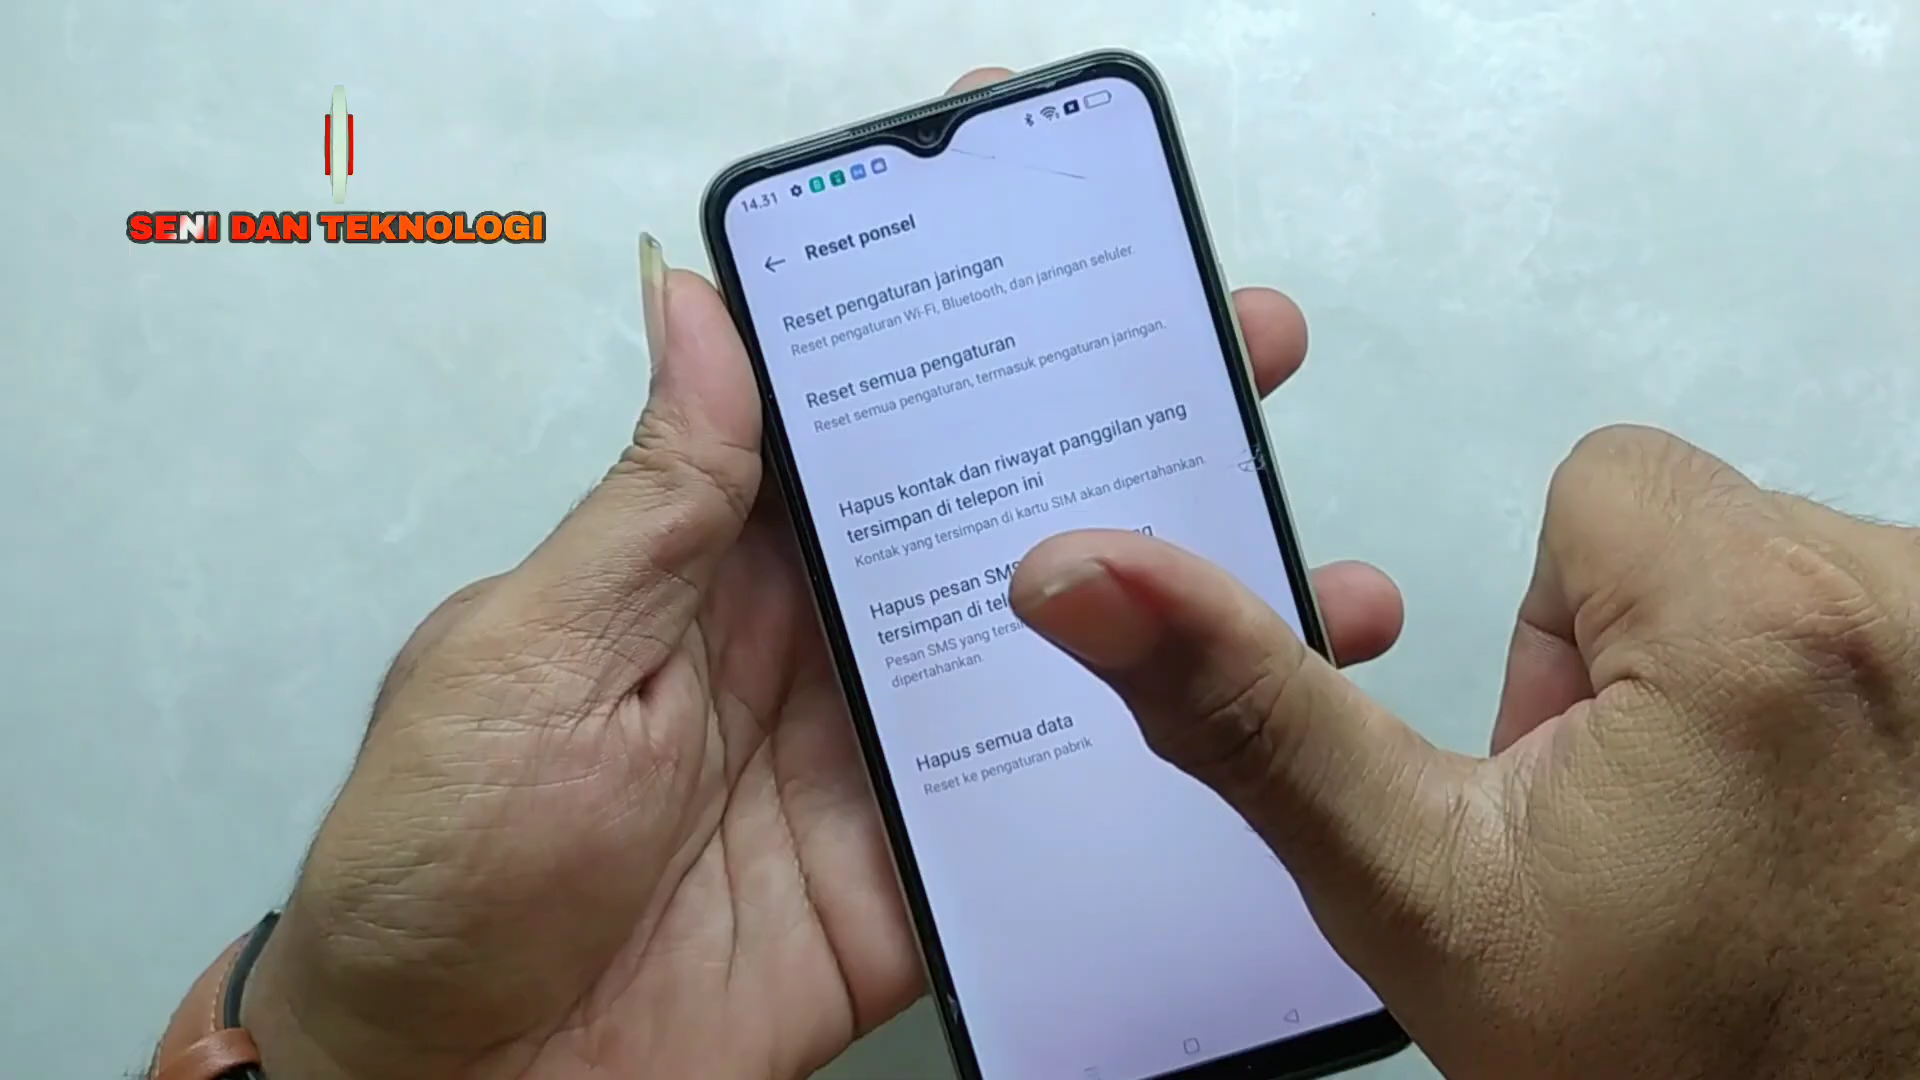 SENI DAN TEKNOLOGI
14.31
Reset ponsel
Reset pengaturan jaringan
Reset pengaturan Wi-Fi, Bluetooth, dan jaringan seluler.
Reset semua pengaturan
Reset semua pengaturan, termasuk pengaturan jaringan.
Hapus kontak dan riwayat panggilan yang
tersimpan di telepon ini
Kontak yang tersimpan di kartu SIM akan dipertahankan.
Hapus pesan SMS
tersimpan di
Pesan SMS yang
dipertahankan.
Hapus semua data
Reset ke pengaturan pabrik